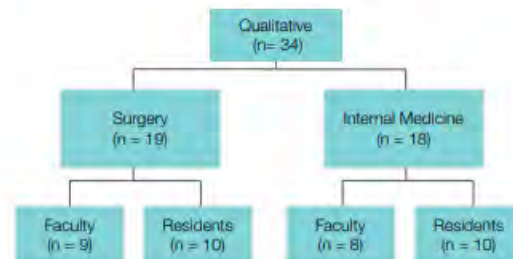 Qualitative
(n= 34)
Surgery
(n = 19)
Internal Medicine
(n = 18)
Faculty
(n = 9)
Residents
(n = 10)
Faculty
(n = 8)
Residents
(n = 10)